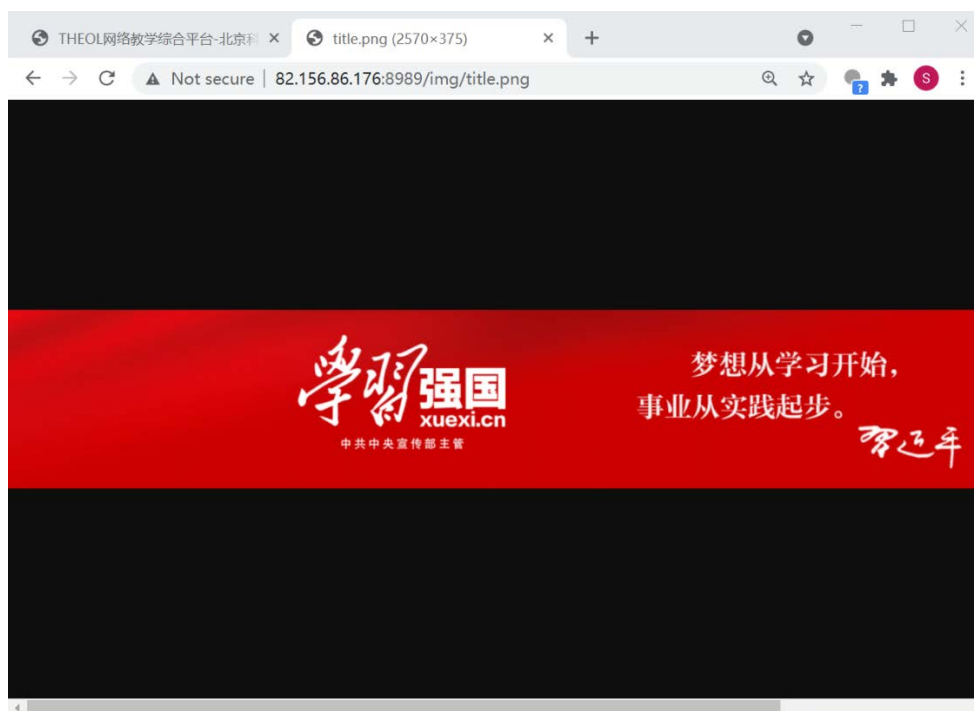 THEOL网络教学综合平台-北京科
title.png (2570×375)
Not secure | 82.156.86.176:8989/img/title.png
S
?
學習强国
xuexi.cn
中共中央宣传部主管
梦想从学习开始，
事业从实践起步。
习近平